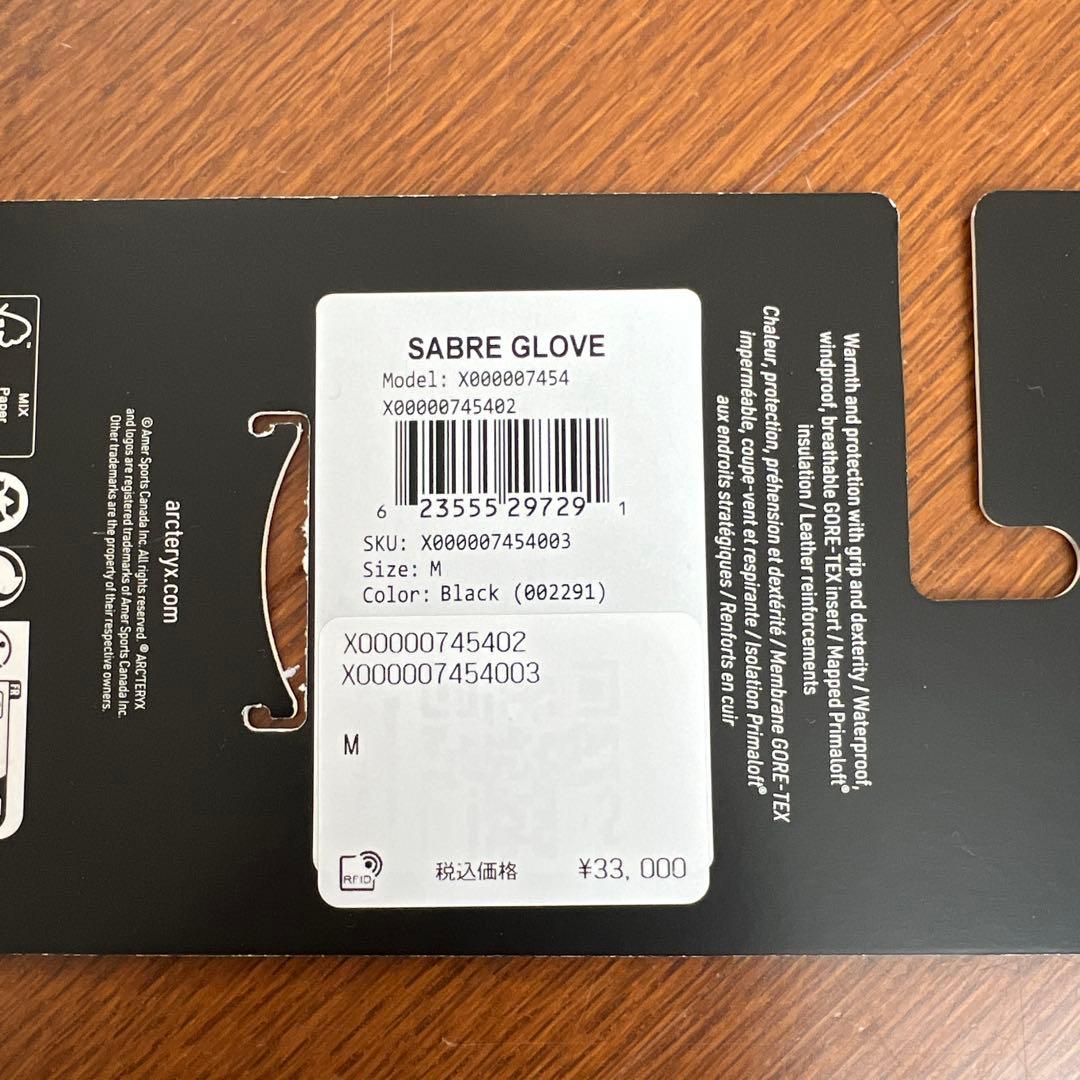 SABRE GLOVE
Model: X000007454
X00000745402
6 23555 29729 1
SKU: X000007454003
Size: M
Color: Black (002291)
X00000745402
X000007454003
M
RFID
税込価格 ¥33,000
Warmth and protection with grip and dexterity / Waterproof,
windproof, breathable GORE-TEX insert / Mapped Primaloft®
insulation / Leather reinforcements
Chaleur, protection, préhension et dextérité / Membrane GORE-TEX
imperméable, coupe-vent et respirante / Isolation Primaloft®
aux endroits stratégiques / Renforts en cuir
arcteryx.com
© Amer Sports Canada Inc. All rights reserved. ® ARC'TERYX
and logos are registered trademarks of Amer Sports Canada Inc.
Other trademarks are the property of their respective owners.
MIX
Paper
FR